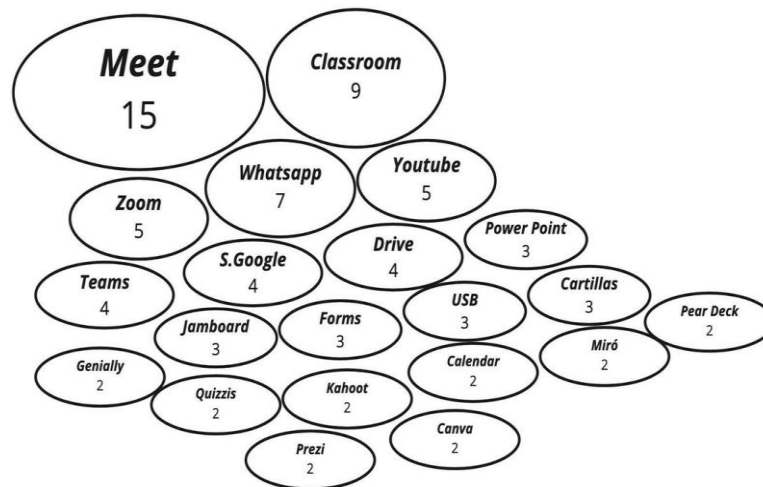 Meet
15
Classroom
9
Whatsapp
7
Youtube
5
Zoom
5
Power Point
3
S.Google
4
Drive
4
Teams
4
Cartillas
3
USB
3
Pear Deck
2
Jamboard
3
Forms
3
Miró
2
Genially
2
Calendar
2
Quizzis
2
Kahoot
2
Canva
2
Prezi
2